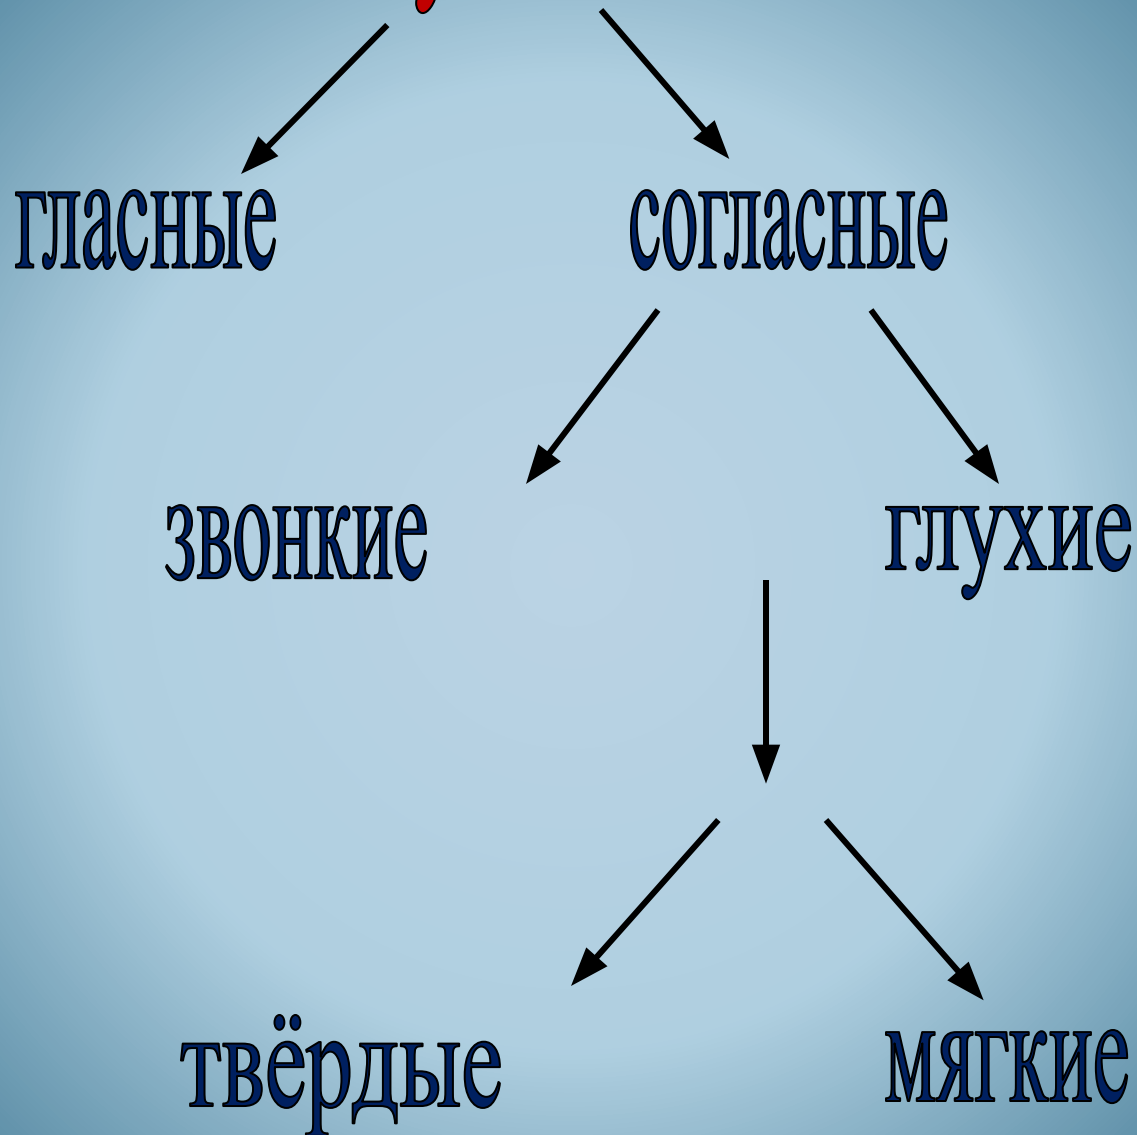 гласные согласные
звонкие глухие
твёрдые мягкие